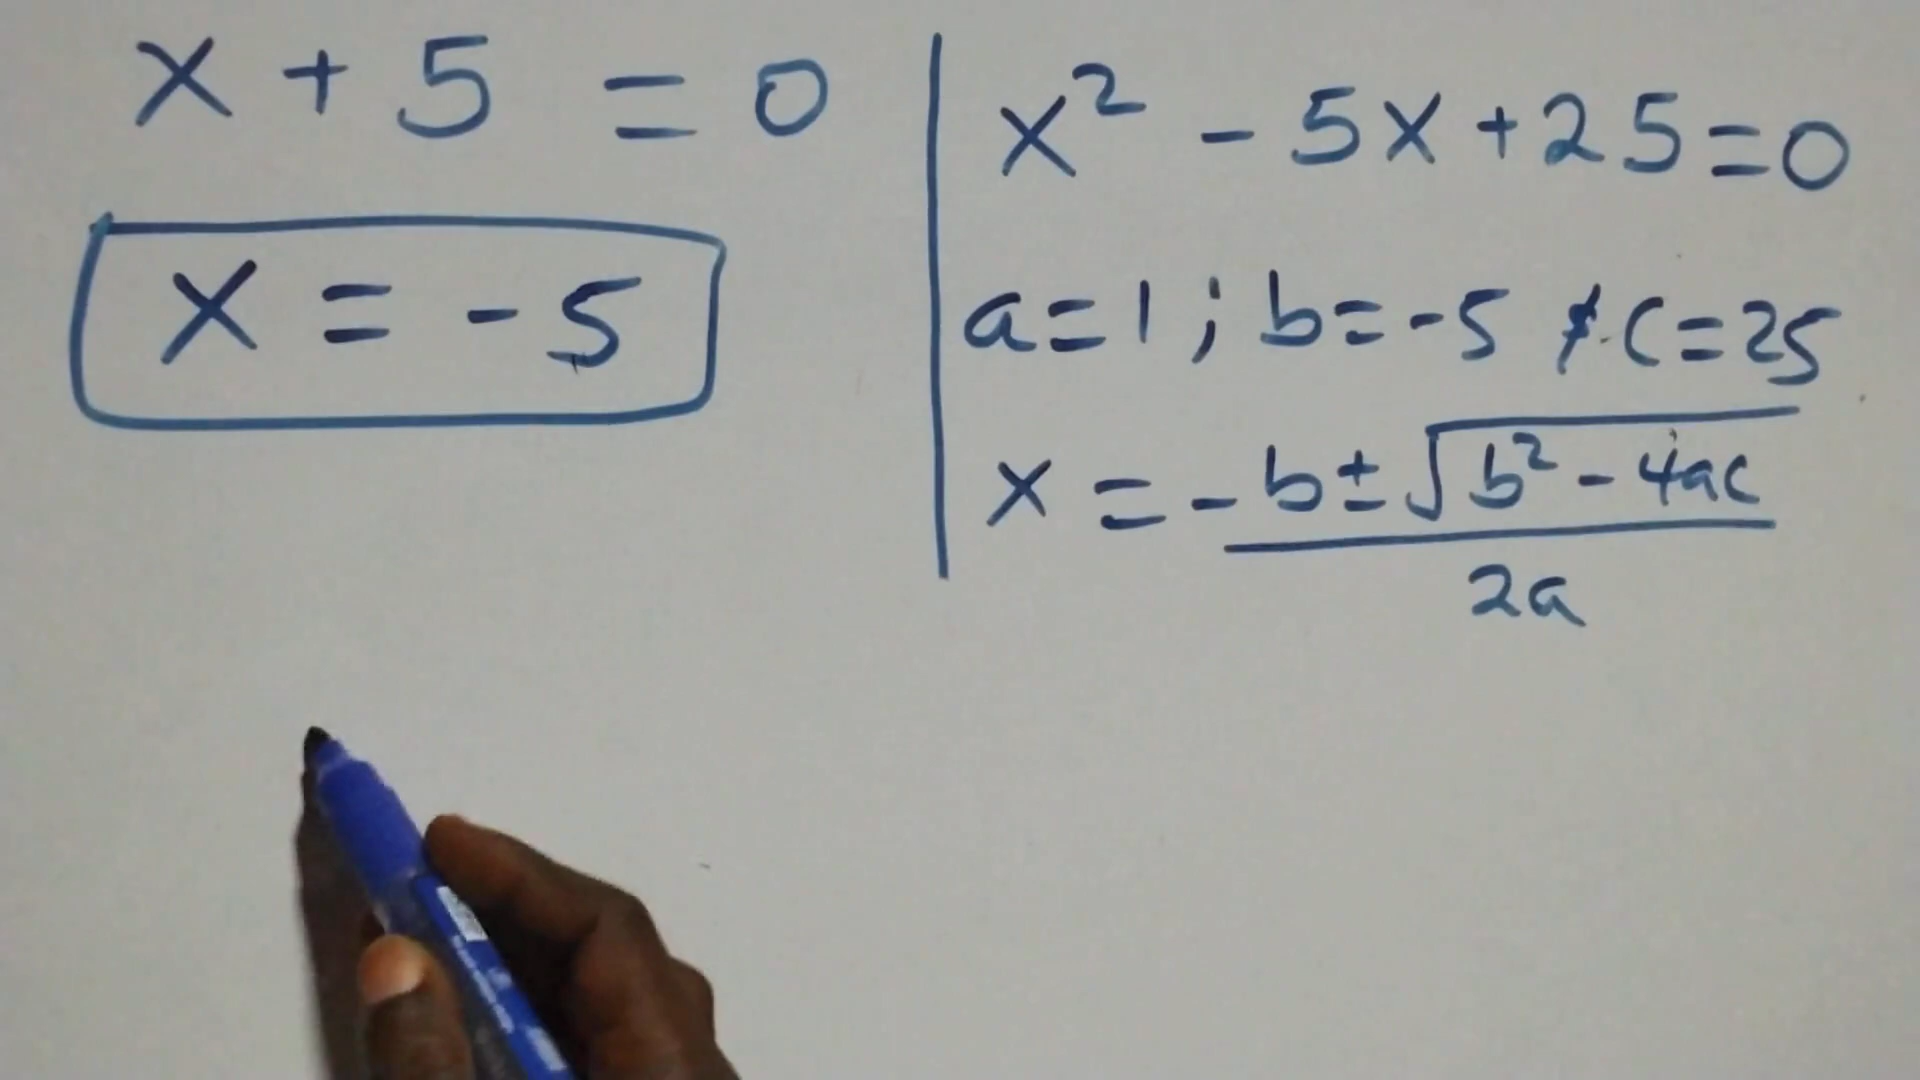 x + 5 = 0
x = -5
x² - 5x + 25 = 0
a = 1 ; b = -5 & c = 25
x = -b ± √(b² - 4ac)
2a